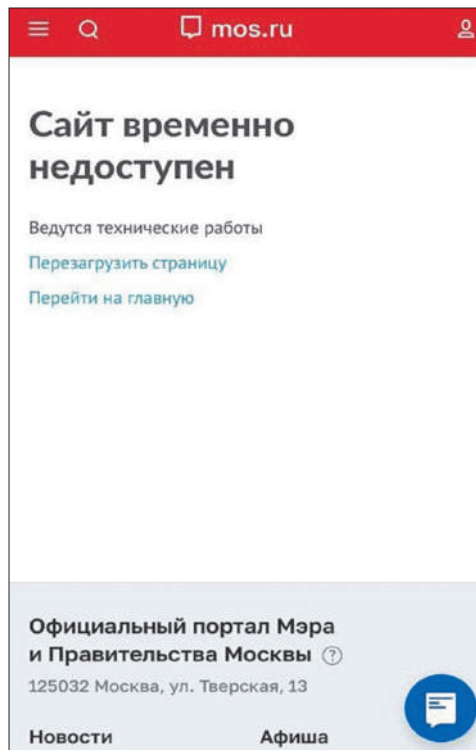 mos.ru
Сайт временно
недоступен
Ведутся технические работы
Перезагрузить страницу
Перейти на главную
Официальный портал Мэра
и Правительства Москвы ?
125032 Москва, ул. Тверская, 13
Новости Афиша